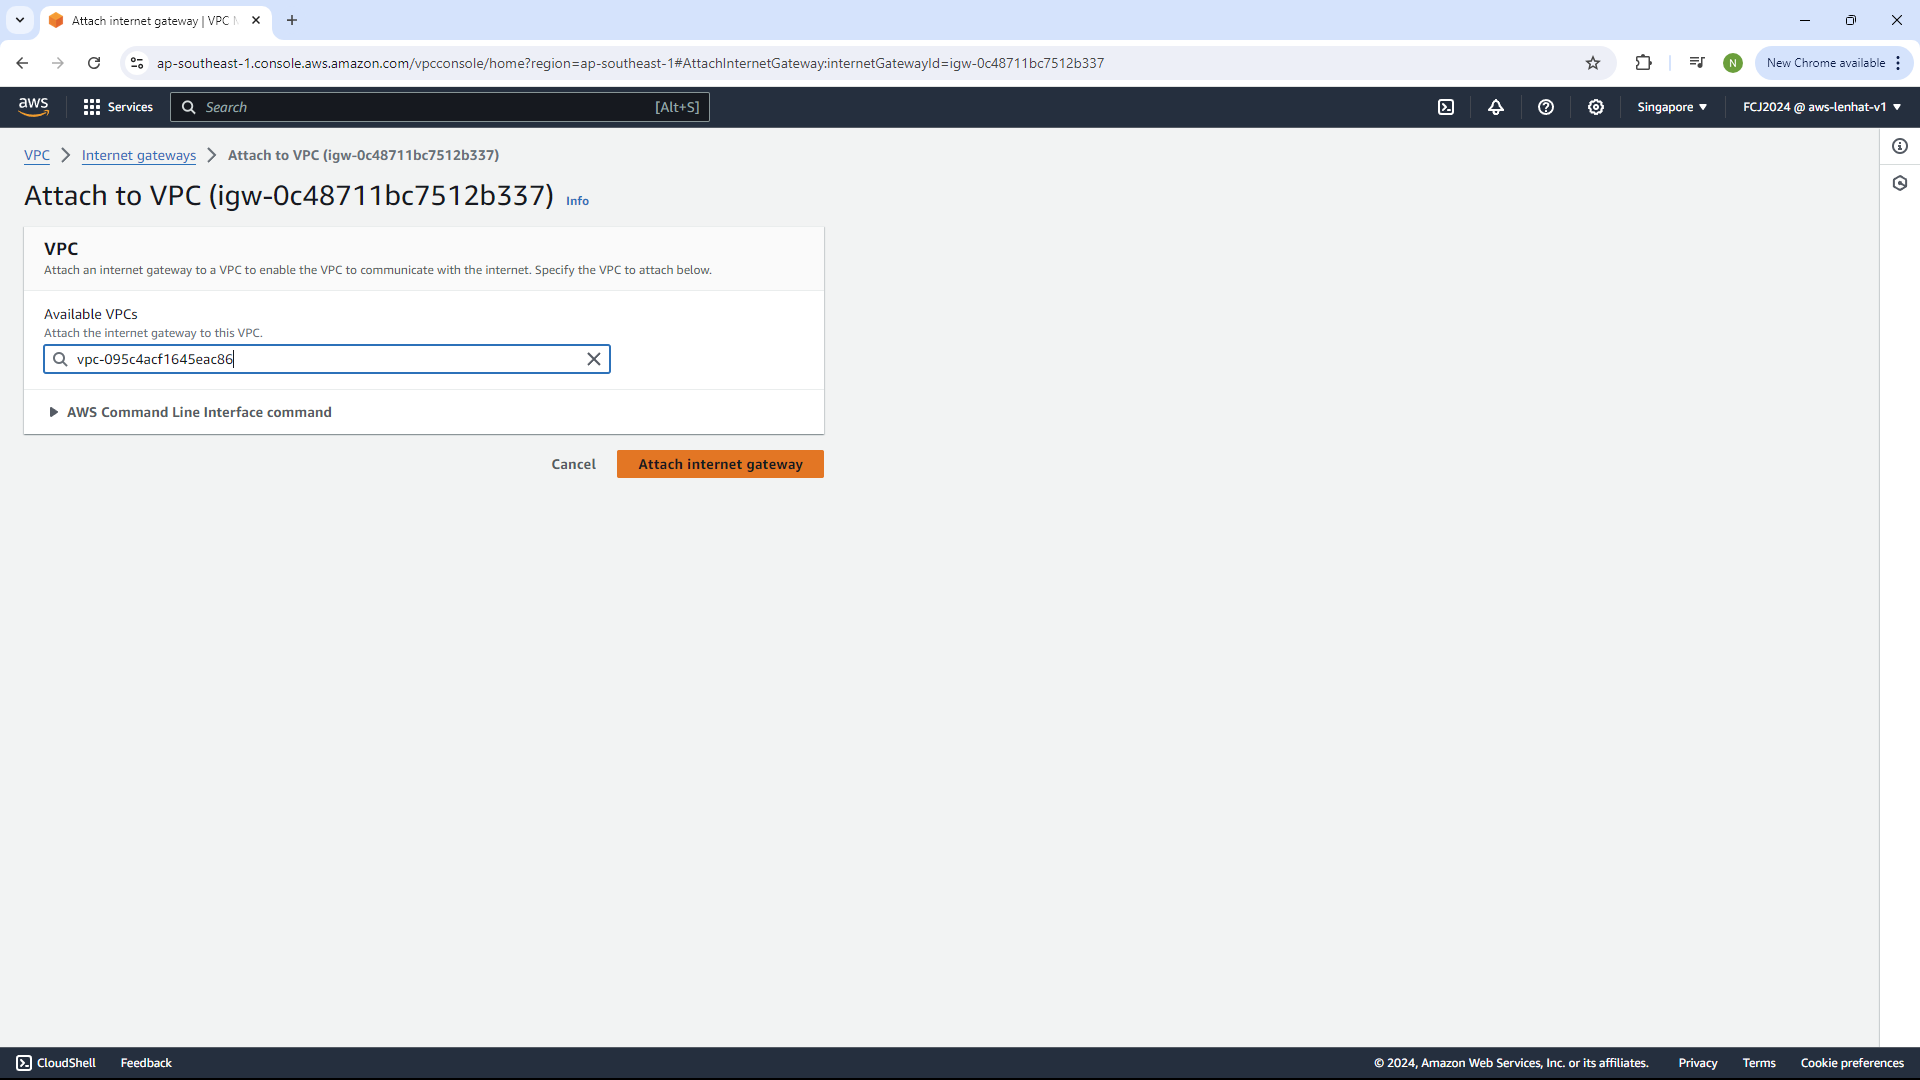 Attach internet gateway | VPC
ap-southeast-1.console.aws.amazon.com/vpcconsole/home?region=ap-southeast-1#AttachInternetGateway:internetGatewayId=igw-0c48711bc7512b337
N
New Chrome available
aws
Services
Search
[Alt+S]
Singapore
FCJ2024 @ aws-lenhat-v1
VPC
Internet gateways
Attach to VPC (igw-0c48711bc7512b337)
Attach to VPC (igw-0c48711bc7512b337)
Info
VPC
Attach an internet gateway to a VPC to enable the VPC to communicate with the internet. Specify the VPC to attach below.
Available VPCs
Attach the internet gateway to this VPC.
vpc-095c4acf1645eac86
AWS Command Line Interface command
Cancel
Attach internet gateway
CloudShell
Feedback
© 2024, Amazon Web Services, Inc. or its affiliates.
Privacy
Terms
Cookie preferences